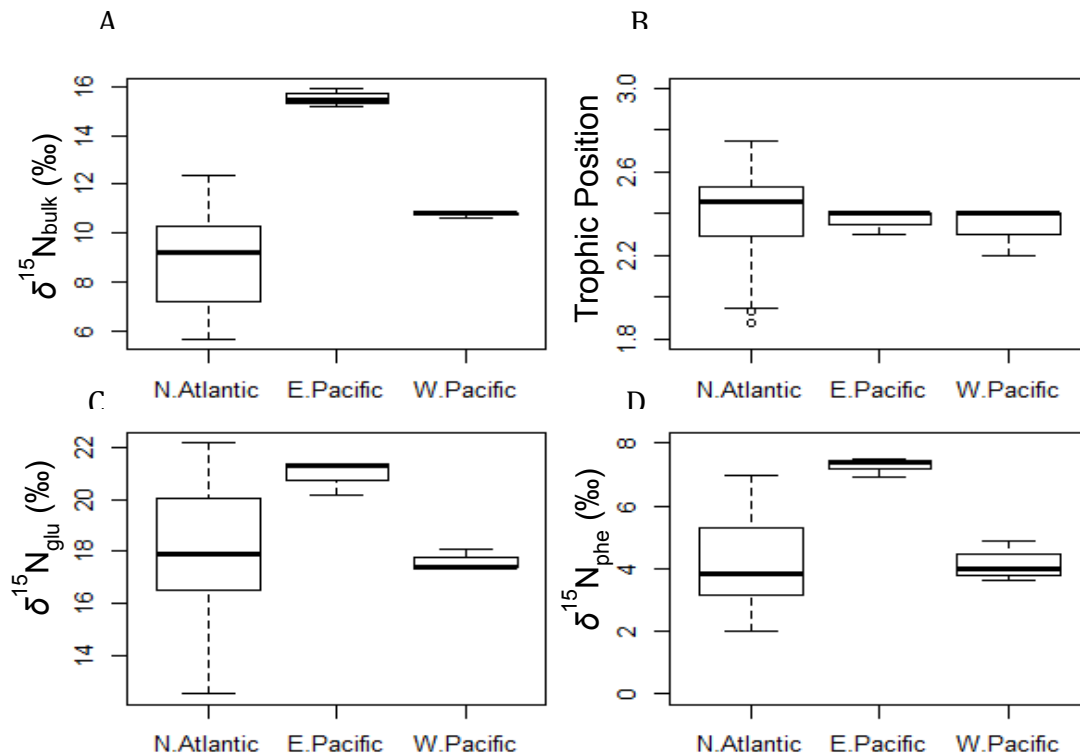 A
B
δ15Nbulk (‰)
16
14
12
10
8
6
N.Atlantic E.Pacific W.Pacific
Trophic Position
3.0
2.6
2.2
1.8
N.Atlantic E.Pacific W.Pacific
C
D
δ15Nglu (‰)
22
20
18
16
14
N.Atlantic E.Pacific W.Pacific
δ15Nphe (‰)
8
6
4
2
0
N.Atlantic E.Pacific W.Pacific